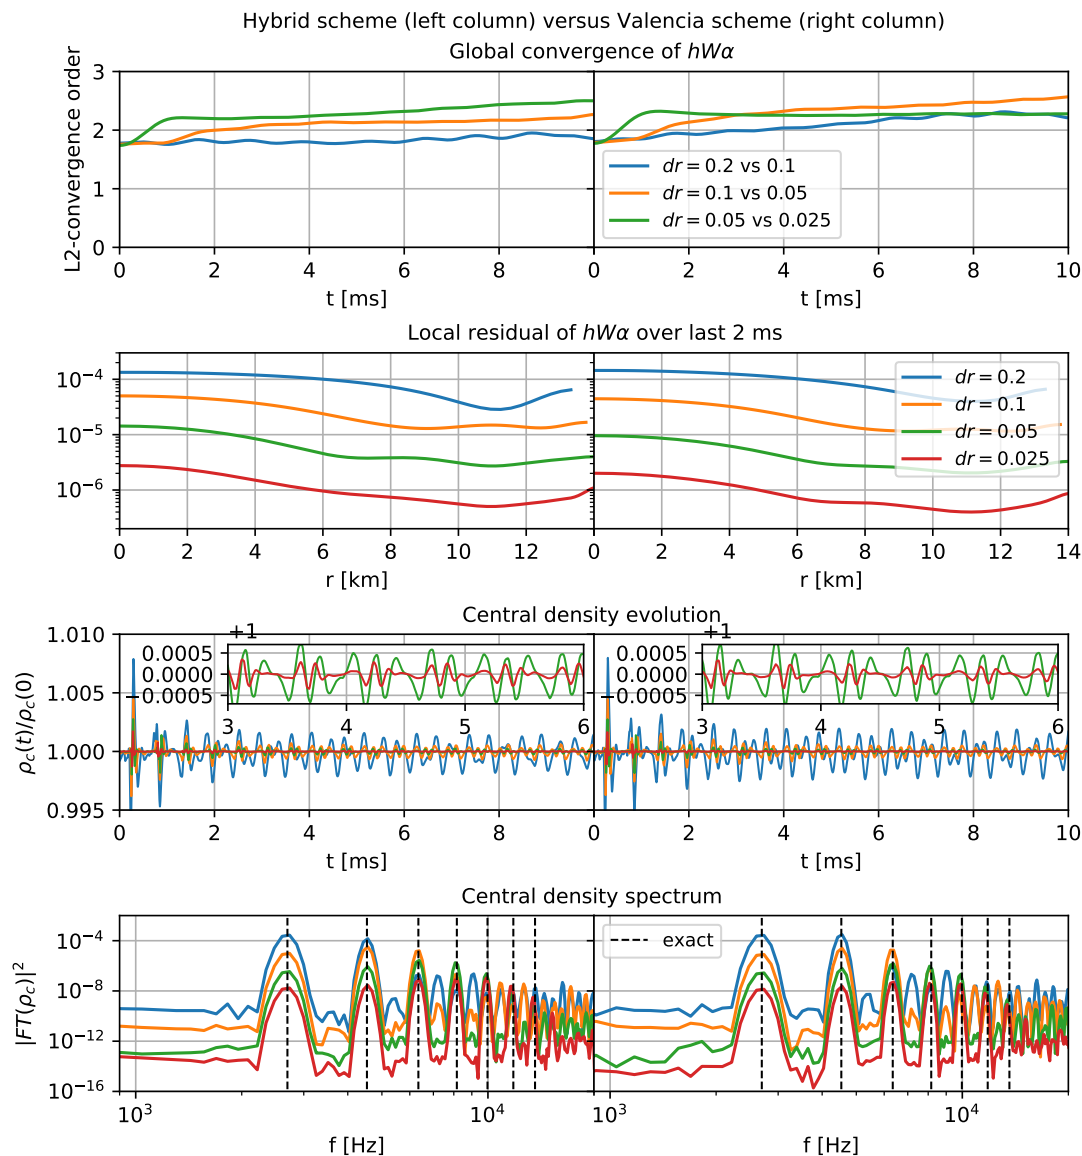 Hybrid scheme (left column) versus Valencia scheme (right column)
Global convergence of hWα
L2-convergence order
3
2
1
0
0 2 4 6 8 0 2 4 6 8 10
t [ms] t [ms]
dr = 0.2 vs 0.1
dr = 0.1 vs 0.05
dr = 0.05 vs 0.025
Local residual of hWα over last 2 ms
10⁻⁴
10⁻⁵
10⁻⁶
dr = 0.2
dr = 0.1
dr = 0.05
dr = 0.025
0 2 4 6 8 10 12 0 2 4 6 8 10 12 14
r [km] r [km]
Central density evolution
ρc(t)/ρc(0)
1.010
1.005
1.000
0.995
+1 +1
0.0005 0.0005
0.0000 0.0000
−0.0005 −0.0005
3 4 5 6 3 4 5 6
0 2 4 6 8 0 2 4 6 8 10
t [ms] t [ms]
Central density spectrum
|FT(ρc)|²
10⁻⁴
10⁻⁸
10⁻¹²
10⁻¹⁶
exact
10³ 10⁴ 10³ 10⁴
f [Hz] f [Hz]